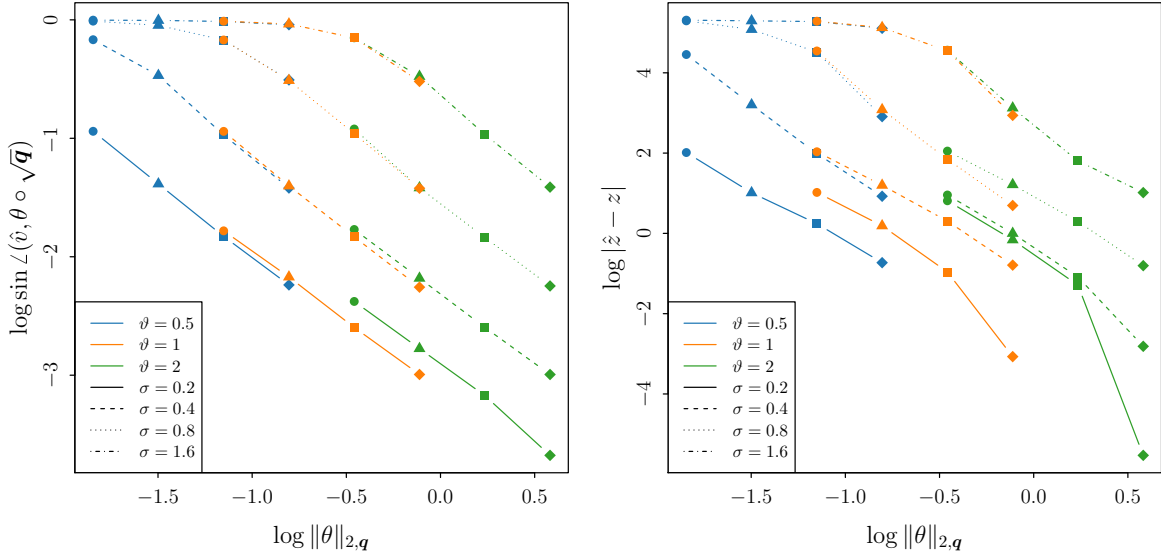 log sin ∠(v̂, θ ∘ √q)
0
−1
−2
−3
ϑ = 0.5
ϑ = 1
ϑ = 2
σ = 0.2
σ = 0.4
σ = 0.8
σ = 1.6
−1.5
−1.0
−0.5
0.0
0.5
log ‖θ‖₂,q
log |ẑ − z|
4
2
0
−2
−4
ϑ = 0.5
ϑ = 1
ϑ = 2
σ = 0.2
σ = 0.4
σ = 0.8
σ = 1.6
−1.5
−1.0
−0.5
0.0
0.5
log ‖θ‖₂,q